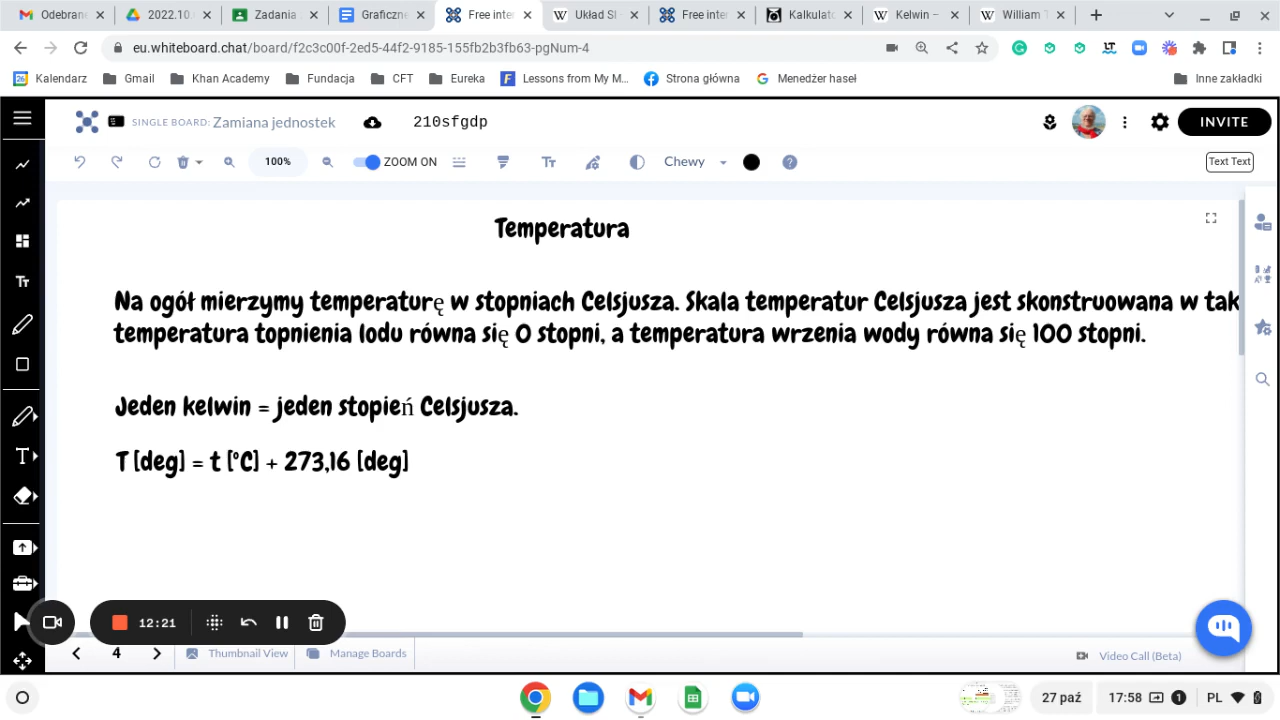 Odebrane
2022.10.
Zadania
Graficzne
Free inter
Układ SI
Free inter
Kalkulato
Kelwin –
William T
eu.whiteboard.chat/board/f2c3c00f-2ed5-44f2-9185-155fb2b3fb63-pgNum-4
Kalendarz
Gmail
Khan Academy
Fundacja
CFT
Eureka
Lessons from My M...
Strona główna
Menedżer haseł
Inne zakładki
SINGLE BOARD: Zamiana jednostek
210sfgdp
INVITE
100%
ZOOM ON
Chewy
Text Text
Temperatura
Na ogół mierzymy temperaturę w stopniach Celsjusza. Skala temperatur Celsjusza jest skonstruowana w tak
temperatura topnienia lodu równa się 0 stopni, a temperatura wrzenia wody równa się 100 stopni.
Jeden kelwin = jeden stopień Celsjusza.
T [deg] = t [°C] + 273,16 [deg]
12:21
4
Thumbnail View
Manage Boards
Video Call (Beta)
27 paź
17:58
1
PL